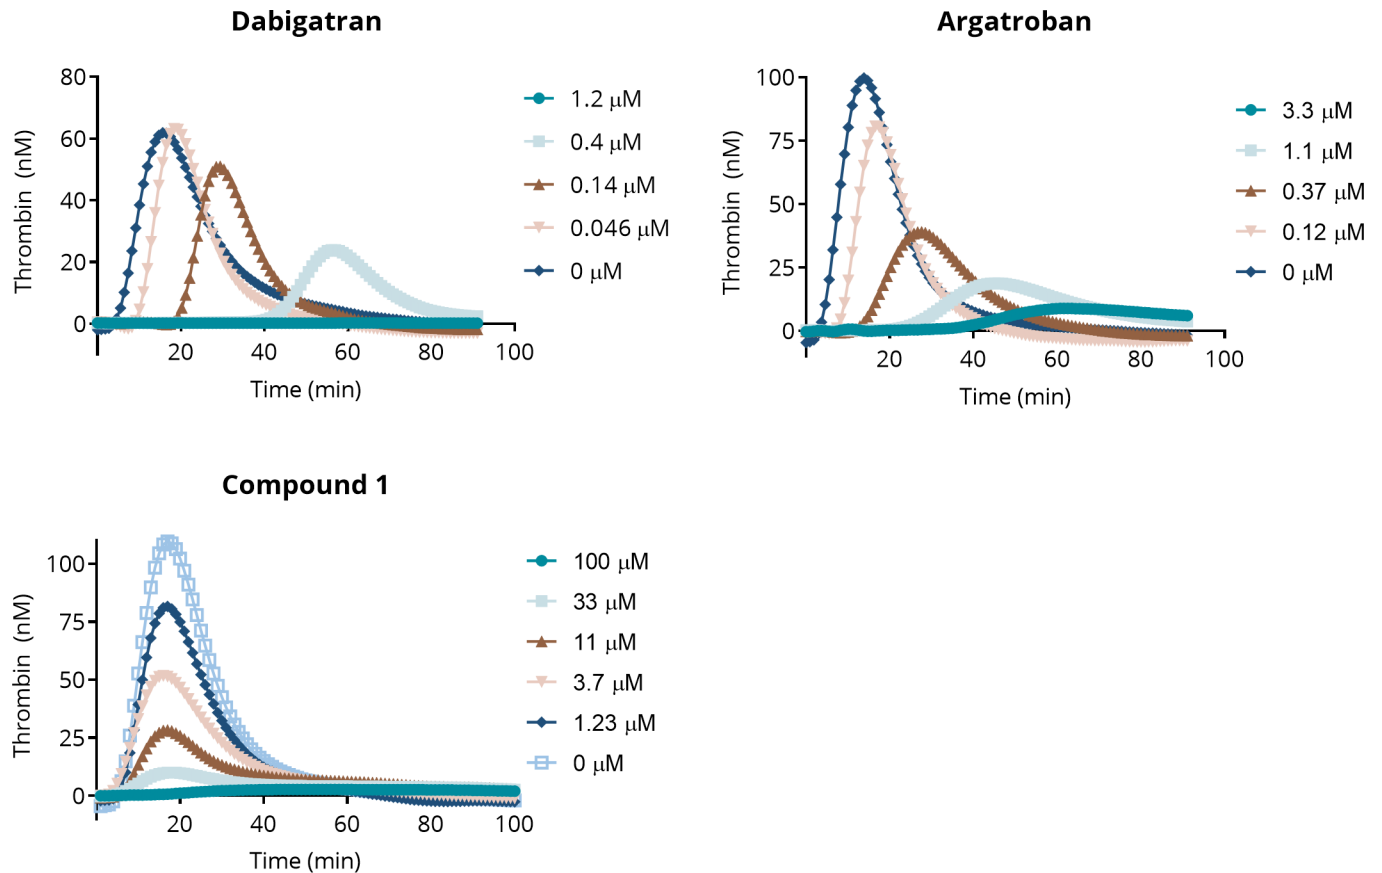 Dabigatran
80
60
40
20
0
20 40 60 80 100
Thrombin (nM)
Time (min)
1.2 μM
0.4 μM
0.14 μM
0.046 μM
0 μM
Argatroban
100
75
50
25
0
20 40 60 80 100
Thrombin (nM)
Time (min)
3.3 μM
1.1 μM
0.37 μM
0.12 μM
0 μM
Compound 1
100
75
50
25
0
20 40 60 80 100
Thrombin (nM)
Time (min)
100 μM
33 μM
11 μM
3.7 μM
1.23 μM
0 μM